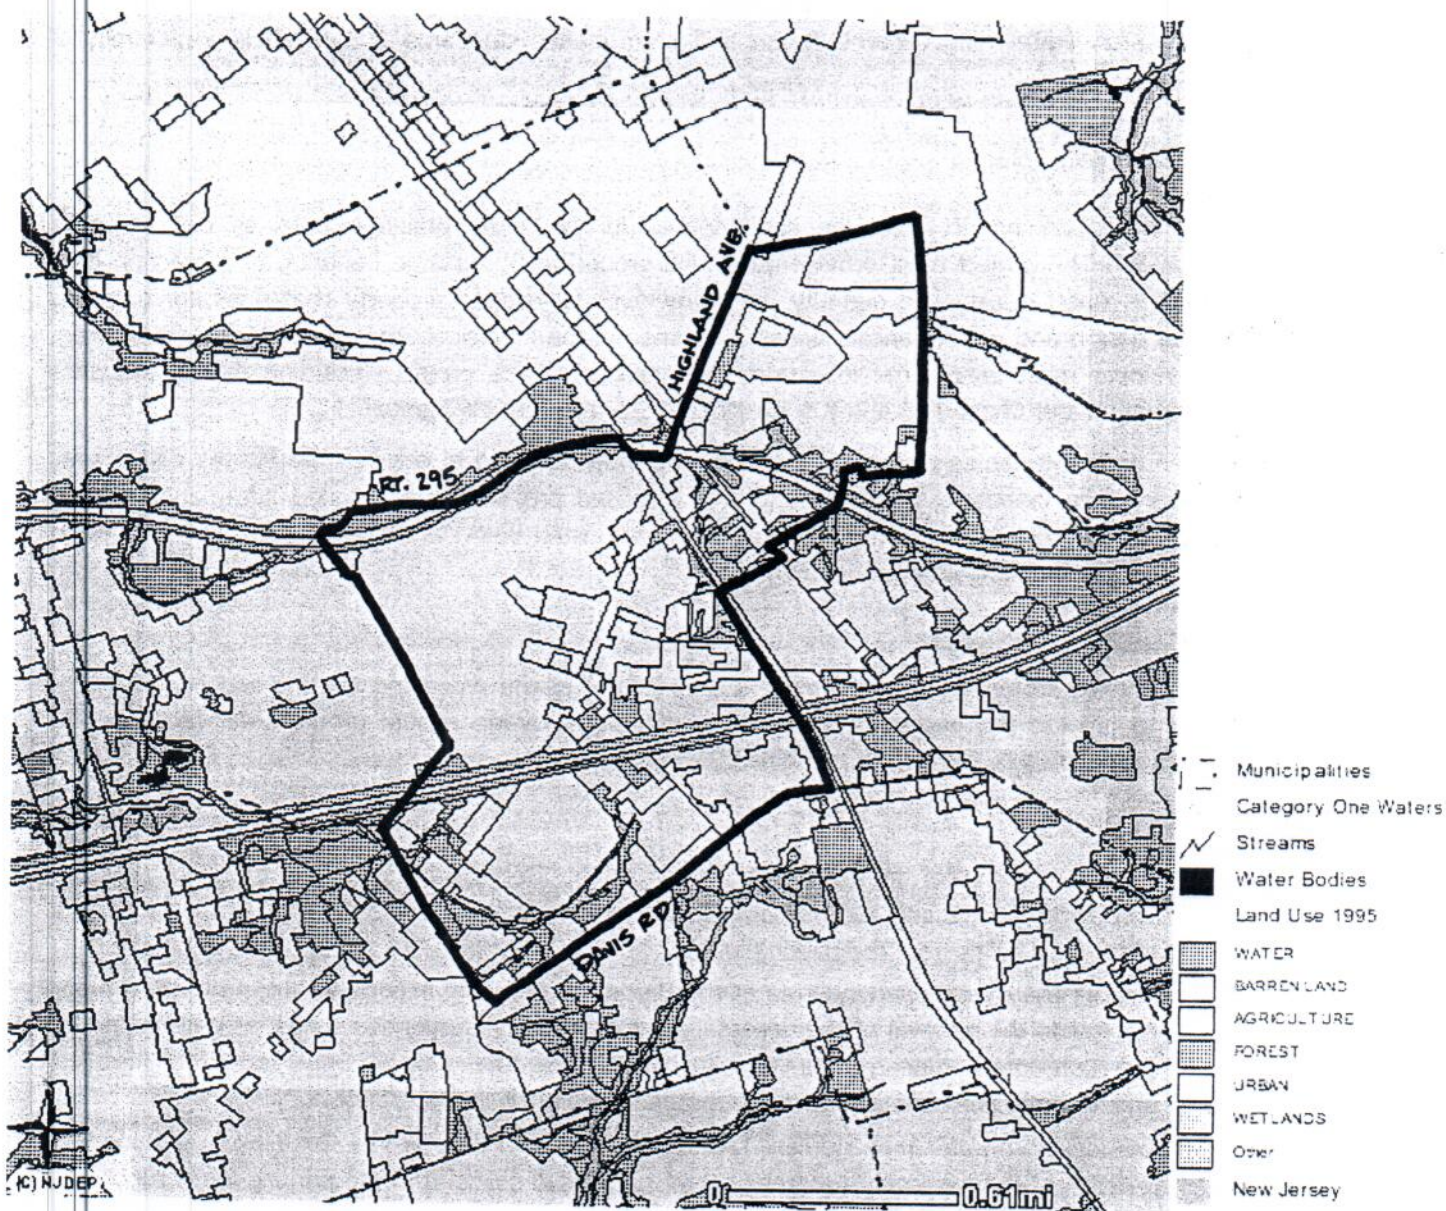 HIGHLAND AVE.
RT. 295
DAVIS RD
Municipalities
Category One Waters
Streams
Water Bodies
Land Use 1995
WATER
BARREN LAND
AGRICULTURE
FOREST
URBAN
WETLANDS
Other
New Jersey
(C) NJDEP
0 0.61mi